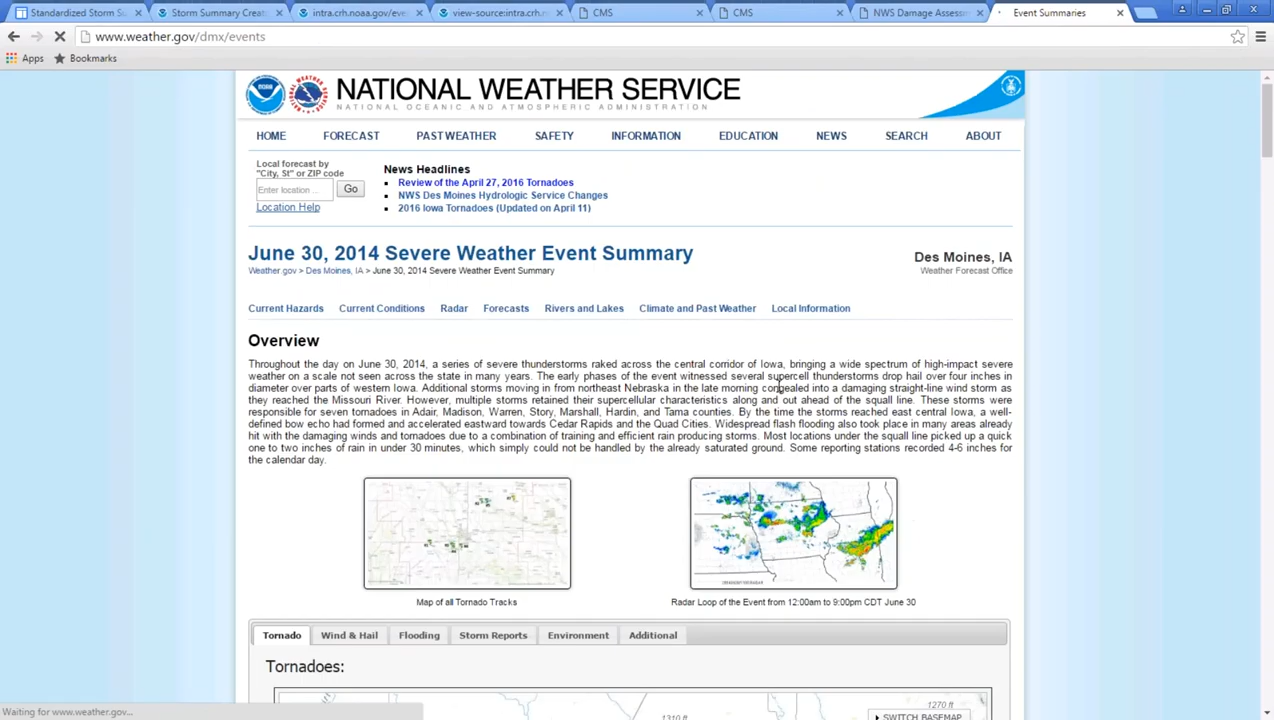 Standardized Storm Su
Storm Summary Creat
intra.crh.noaa.gov/eve
view-source:intra.crh.n
CMS
CMS
NWS Damage Assessm
Event Summaries
www.weather.gov/dmx/events
Apps
Bookmarks
NATIONAL WEATHER SERVICE
NATIONAL OCEANIC AND ATMOSPHERIC ADMINISTRATION
HOME FORECAST PAST WEATHER SAFETY INFORMATION EDUCATION NEWS SEARCH ABOUT
Local forecast by
"City, St" or ZIP code
Enter location ...
Go
Location Help
News Headlines
Review of the April 27, 2016 Tornadoes
NWS Des Moines Hydrologic Service Changes
2016 Iowa Tornadoes (Updated on April 11)
June 30, 2014 Severe Weather Event Summary
Weather.gov > Des Moines, IA > June 30, 2014 Severe Weather Event Summary
Des Moines, IA
Weather Forecast Office
Current Hazards Current Conditions Radar Forecasts Rivers and Lakes Climate and Past Weather Local Information
Overview
Throughout the day on June 30, 2014, a series of severe thunderstorms raked across the central corridor of Iowa, bringing a wide spectrum of high-impact severe
weather on a scale not seen across the state in many years. The early phases of the event witnessed several supercell thunderstorms drop hail over four inches in
diameter over parts of western Iowa. Additional storms moving in from northeast Nebraska in the late morning congealed into a damaging straight-line wind storm as
they reached the Missouri River. However, multiple storms retained their supercellular characteristics along and out ahead of the squall line. These storms were
responsible for seven tornadoes in Adair, Madison, Warren, Story, Marshall, Hardin, and Tama counties. By the time the storms reached east central Iowa, a well-
defined bow echo had formed and accelerated eastward towards Cedar Rapids and the Quad Cities. Widespread flash flooding also took place in many areas already
hit with the damaging winds and tornadoes due to a combination of training and efficient rain producing storms. Most locations under the squall line picked up a quick
one to two inches of rain in under 30 minutes, which simply could not be handled by the already saturated ground. Some reporting stations recorded 4-6 inches for
the calendar day.
Map of all Tornado Tracks
Radar Loop of the Event from 12:00am to 9:00pm CDT June 30
Tornado Wind & Hail Flooding Storm Reports Environment Additional
Tornadoes:
1270 ft
1310 ft
SWITCH BASEMAP
Waiting for www.weather.gov...